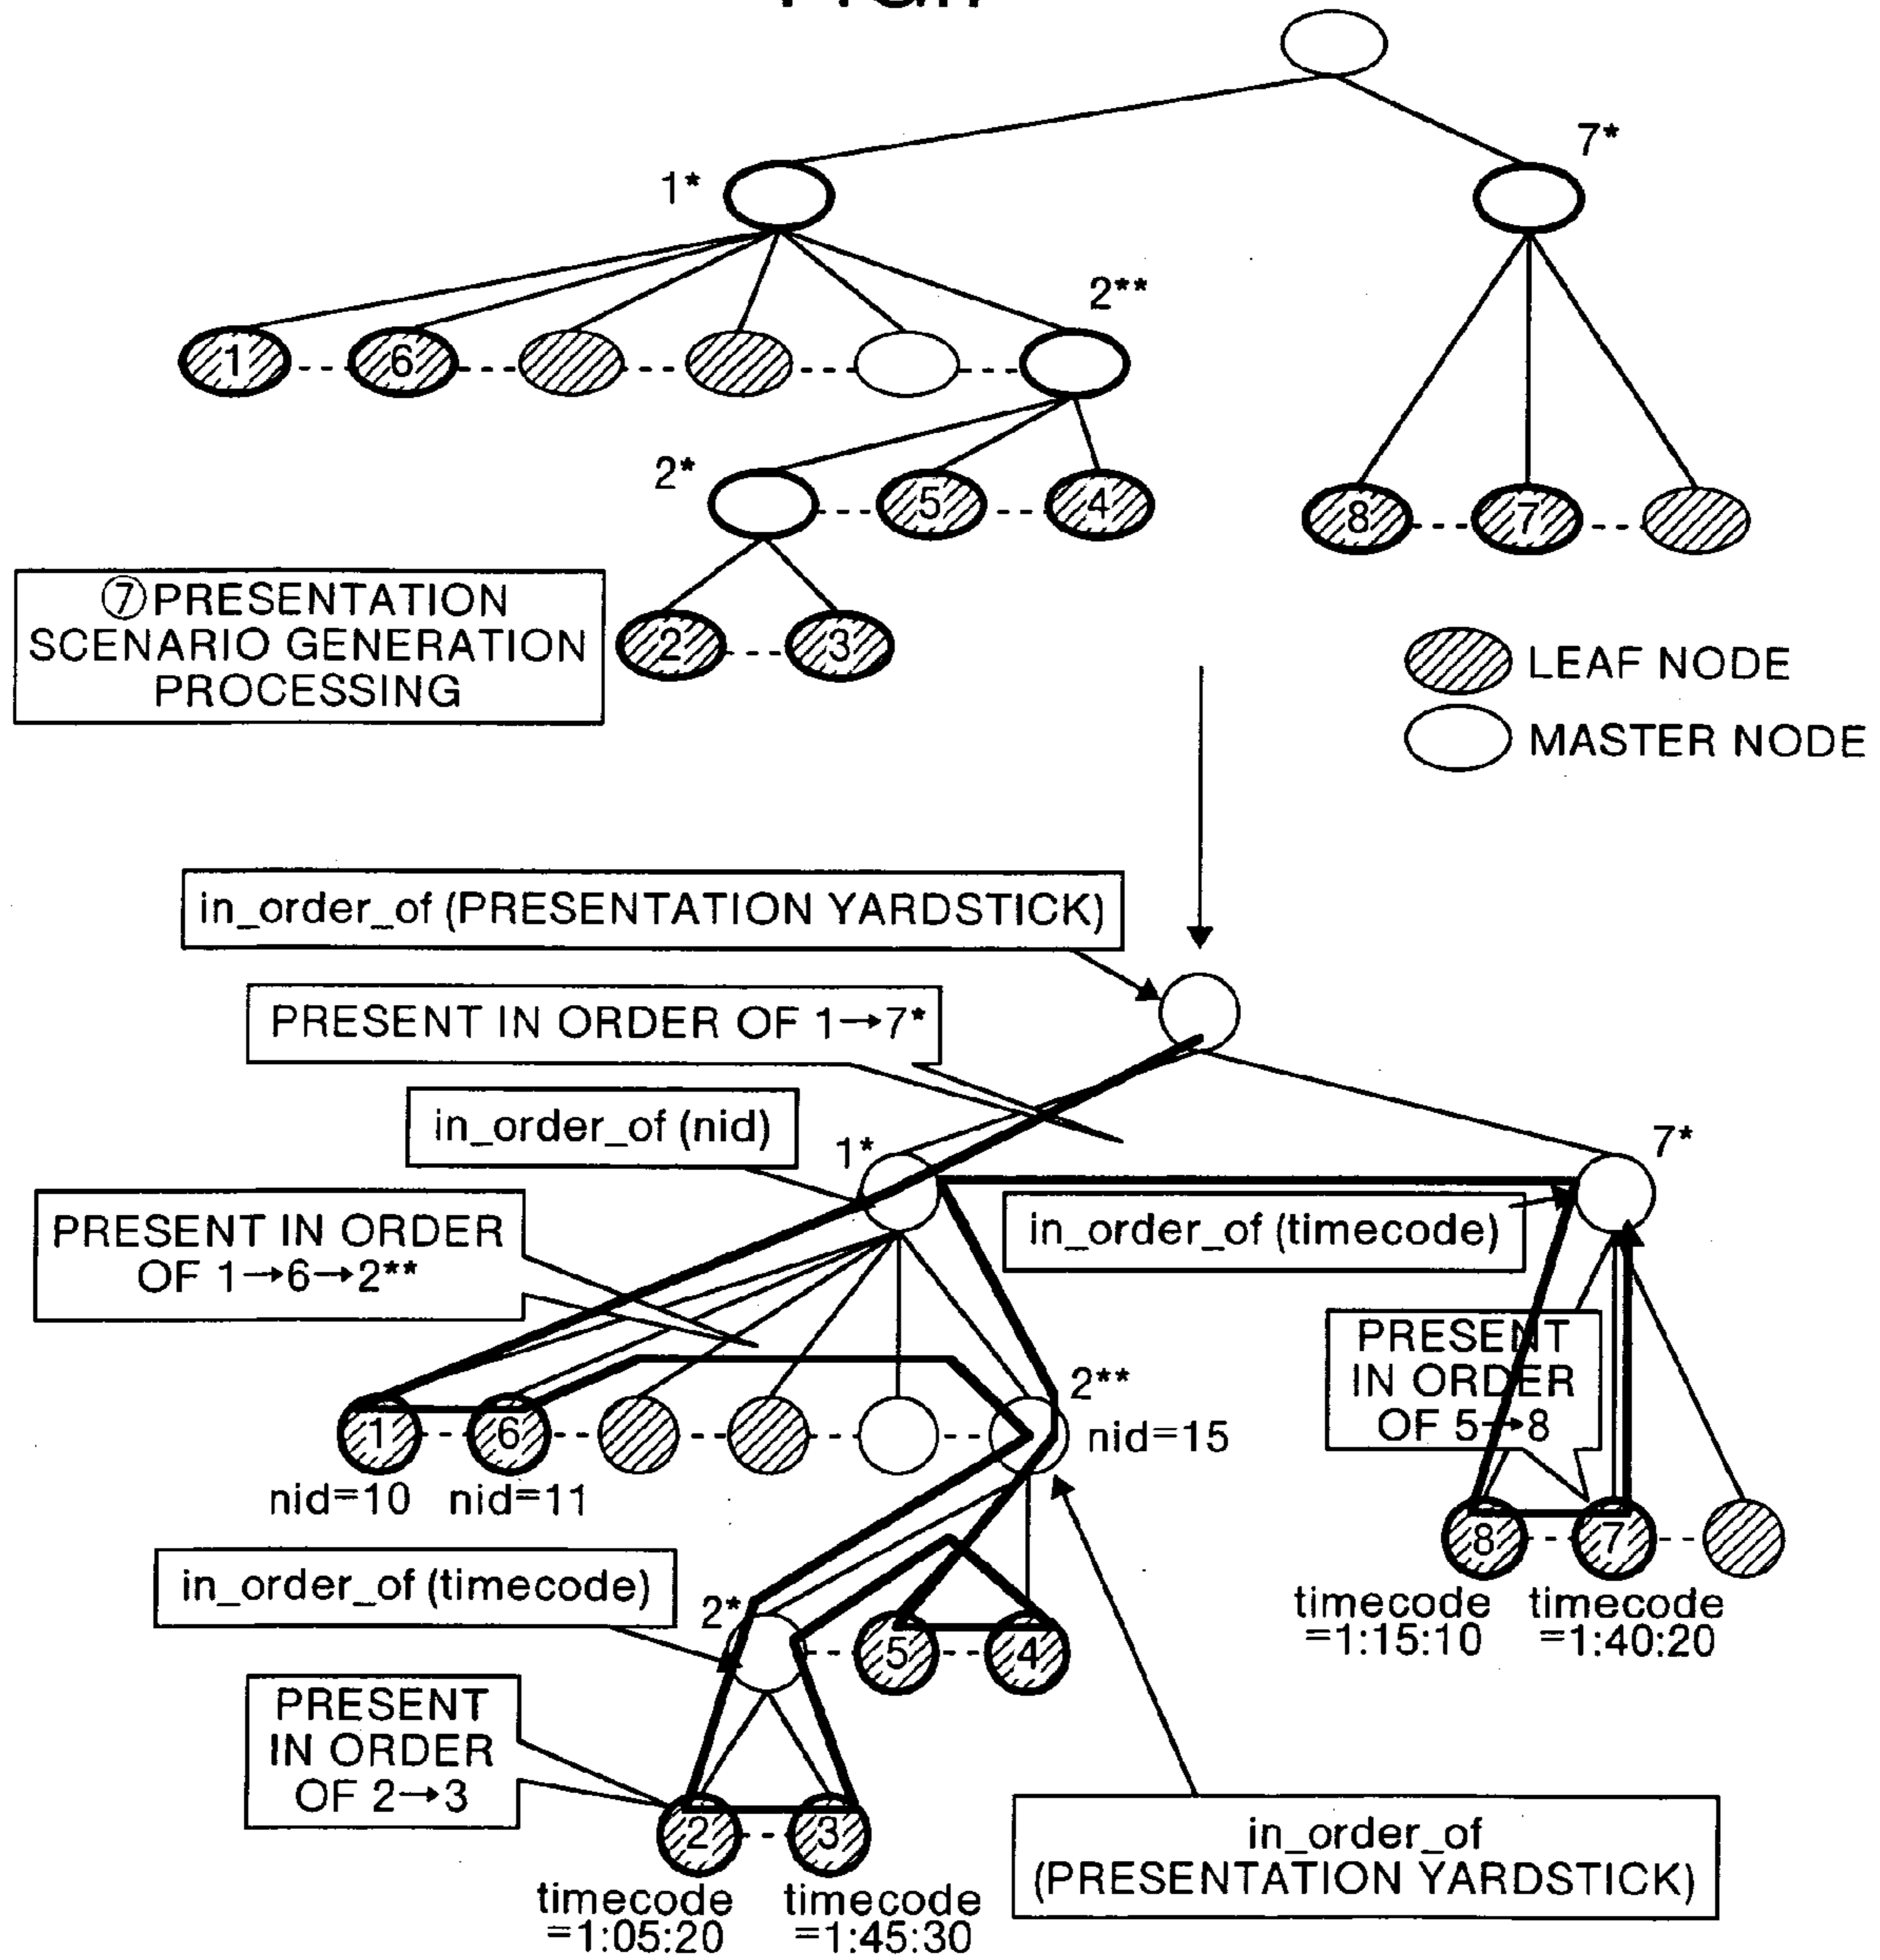 7*
1*
2**
1
6
2*
5
4
8
7
2
3
⑦PRESENTATION
SCENARIO GENERATION
PROCESSING
LEAF NODE
MASTER NODE
in_order_of (PRESENTATION YARDSTICK)
PRESENT IN ORDER OF 1→7*
in_order_of (nid)
1*
7*
PRESENT IN ORDER
OF 1→6→2**
in_order_of (timecode)
PRESENT
IN ORDER
OF 5→8
2**
1
6
nid=15
nid=10
nid=11
8
7
timecode
=1:15:10
timecode
=1:40:20
in_order_of (timecode)
2*
5
4
PRESENT
IN ORDER
OF 2→3
2
3
timecode
=1:05:20
timecode
=1:45:30
in_order_of
(PRESENTATION YARDSTICK)